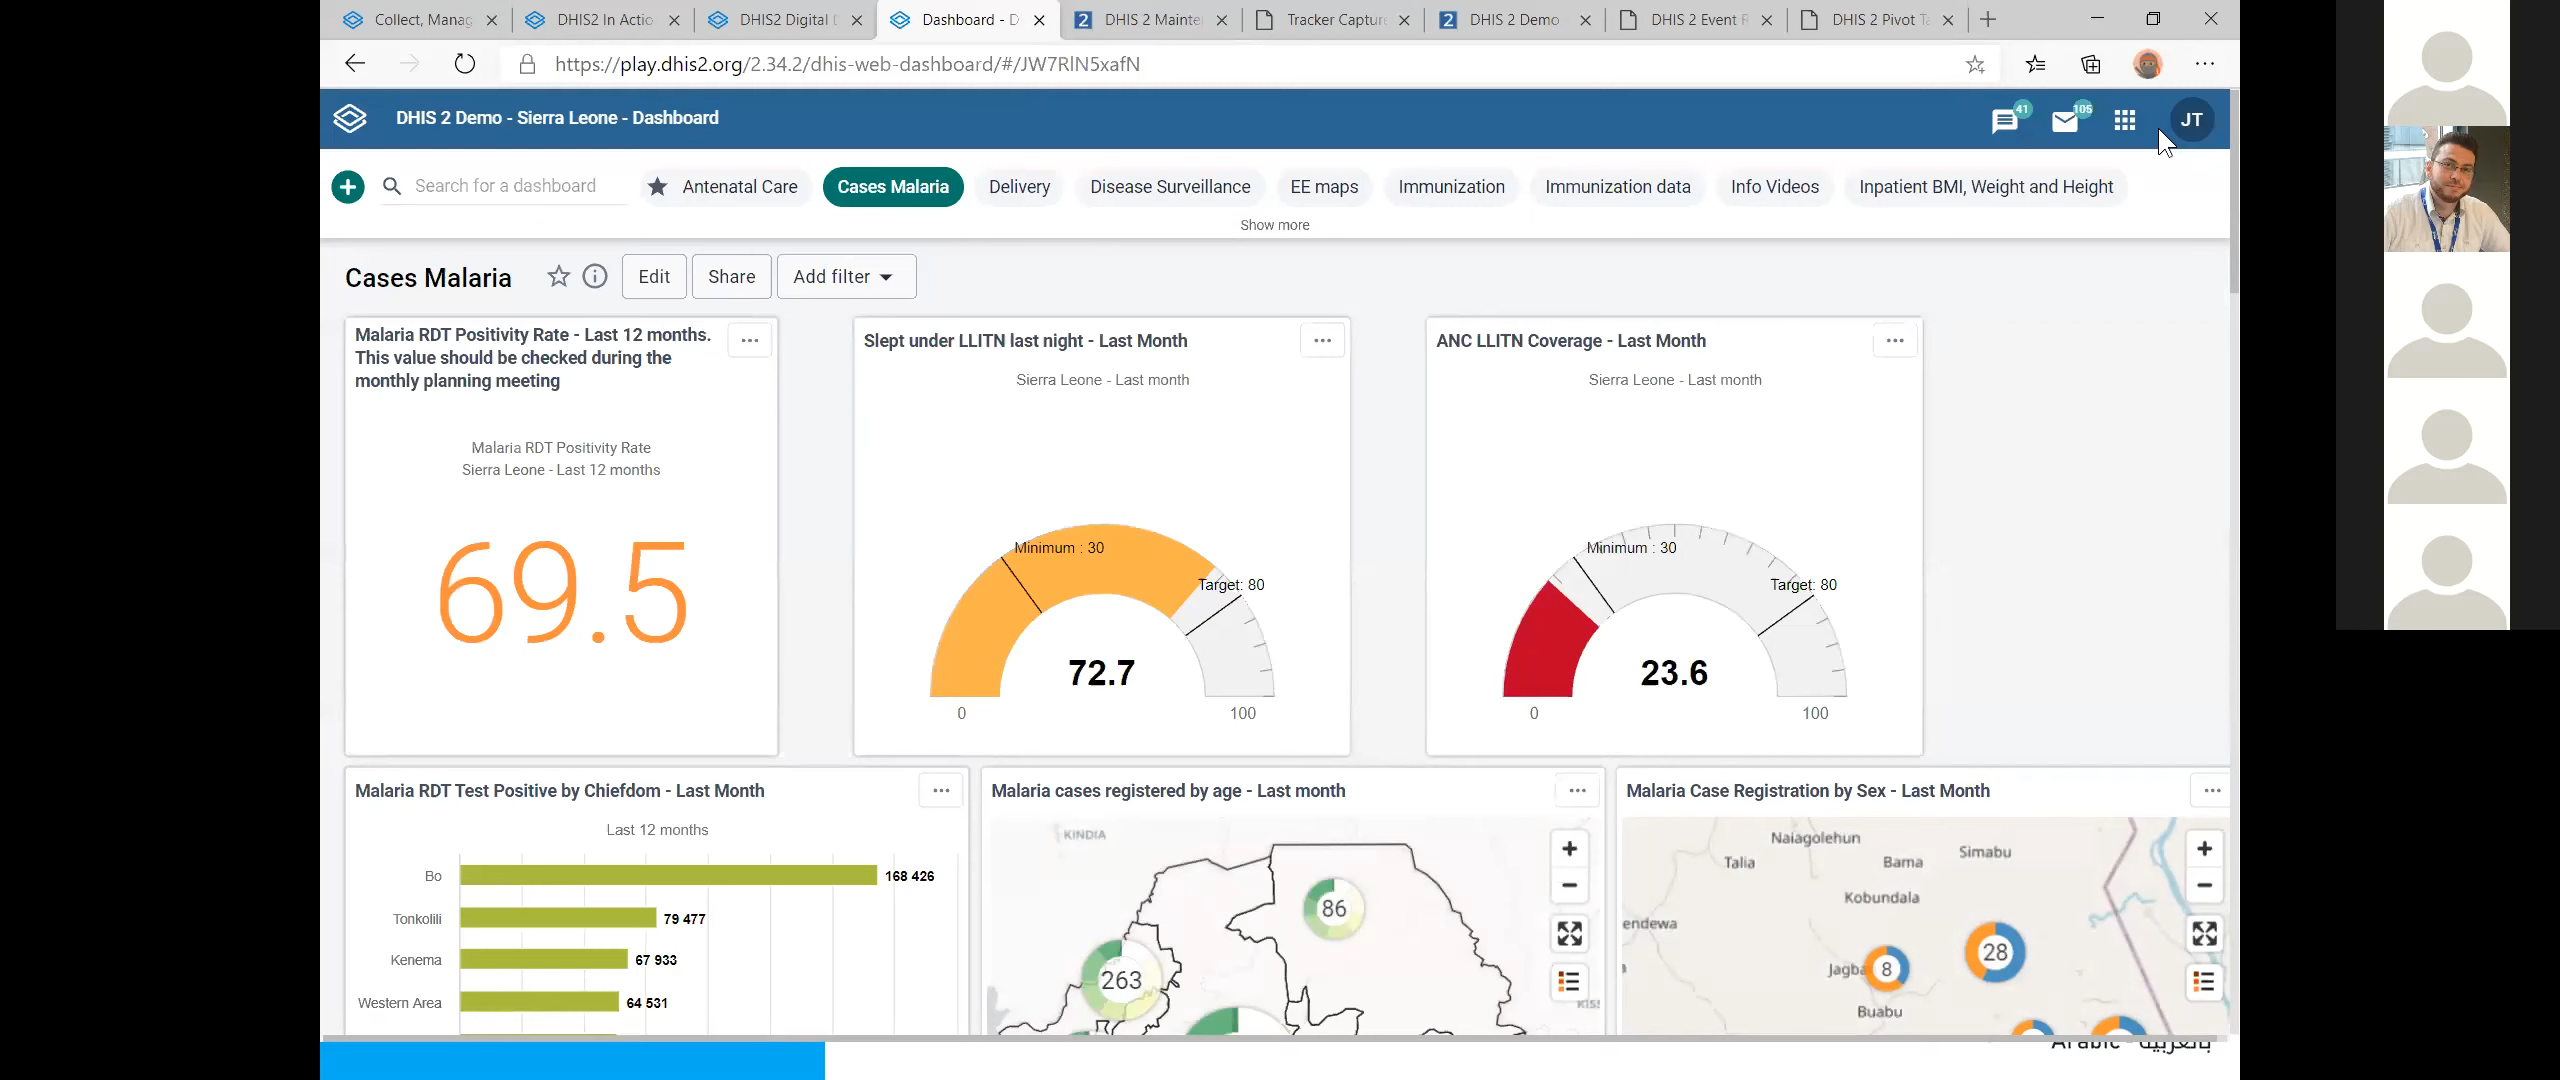 Collect, Manag
DHIS2 In Actio
DHIS2 Digital
Dashboard - D
2 DHIS 2 Mainte
Tracker Captur
2 DHIS 2 Demo
DHIS 2 Event R
DHIS 2 Pivot Ta
https://play.dhis2.org/2.34.2/dhis-web-dashboard/#/JW7RlN5xafN
DHIS 2 Demo - Sierra Leone - Dashboard
41
105
JT
Search for a dashboard
Antenatal Care
Cases Malaria
Delivery
Disease Surveillance
EE maps
Immunization
Immunization data
Info Videos
Inpatient BMI, Weight and Height
Show more
Cases Malaria
Edit
Share
Add filter
Malaria RDT Positivity Rate - Last 12 months.
This value should be checked during the
monthly planning meeting
Malaria RDT Positivity Rate
Sierra Leone - Last 12 months
69.5
Slept under LLITN last night - Last Month
Sierra Leone - Last month
Minimum : 30
Target: 80
72.7
0
100
ANC LLITN Coverage - Last Month
Sierra Leone - Last month
Minimum : 30
Target: 80
23.6
0
100
Malaria RDT Test Positive by Chiefdom - Last Month
Last 12 months
Bo 168 426
Tonkolili 79 477
Kenema 67 933
Western Area 64 531
Malaria cases registered by age - Last month
KINDIA
86
263
KISS
Malaria Case Registration by Sex - Last Month
Naiagolehun
Talia
Bama
Simabu
Kobundala
endewa
28
Jagba
8
Buabu
Arabic - بالعربية